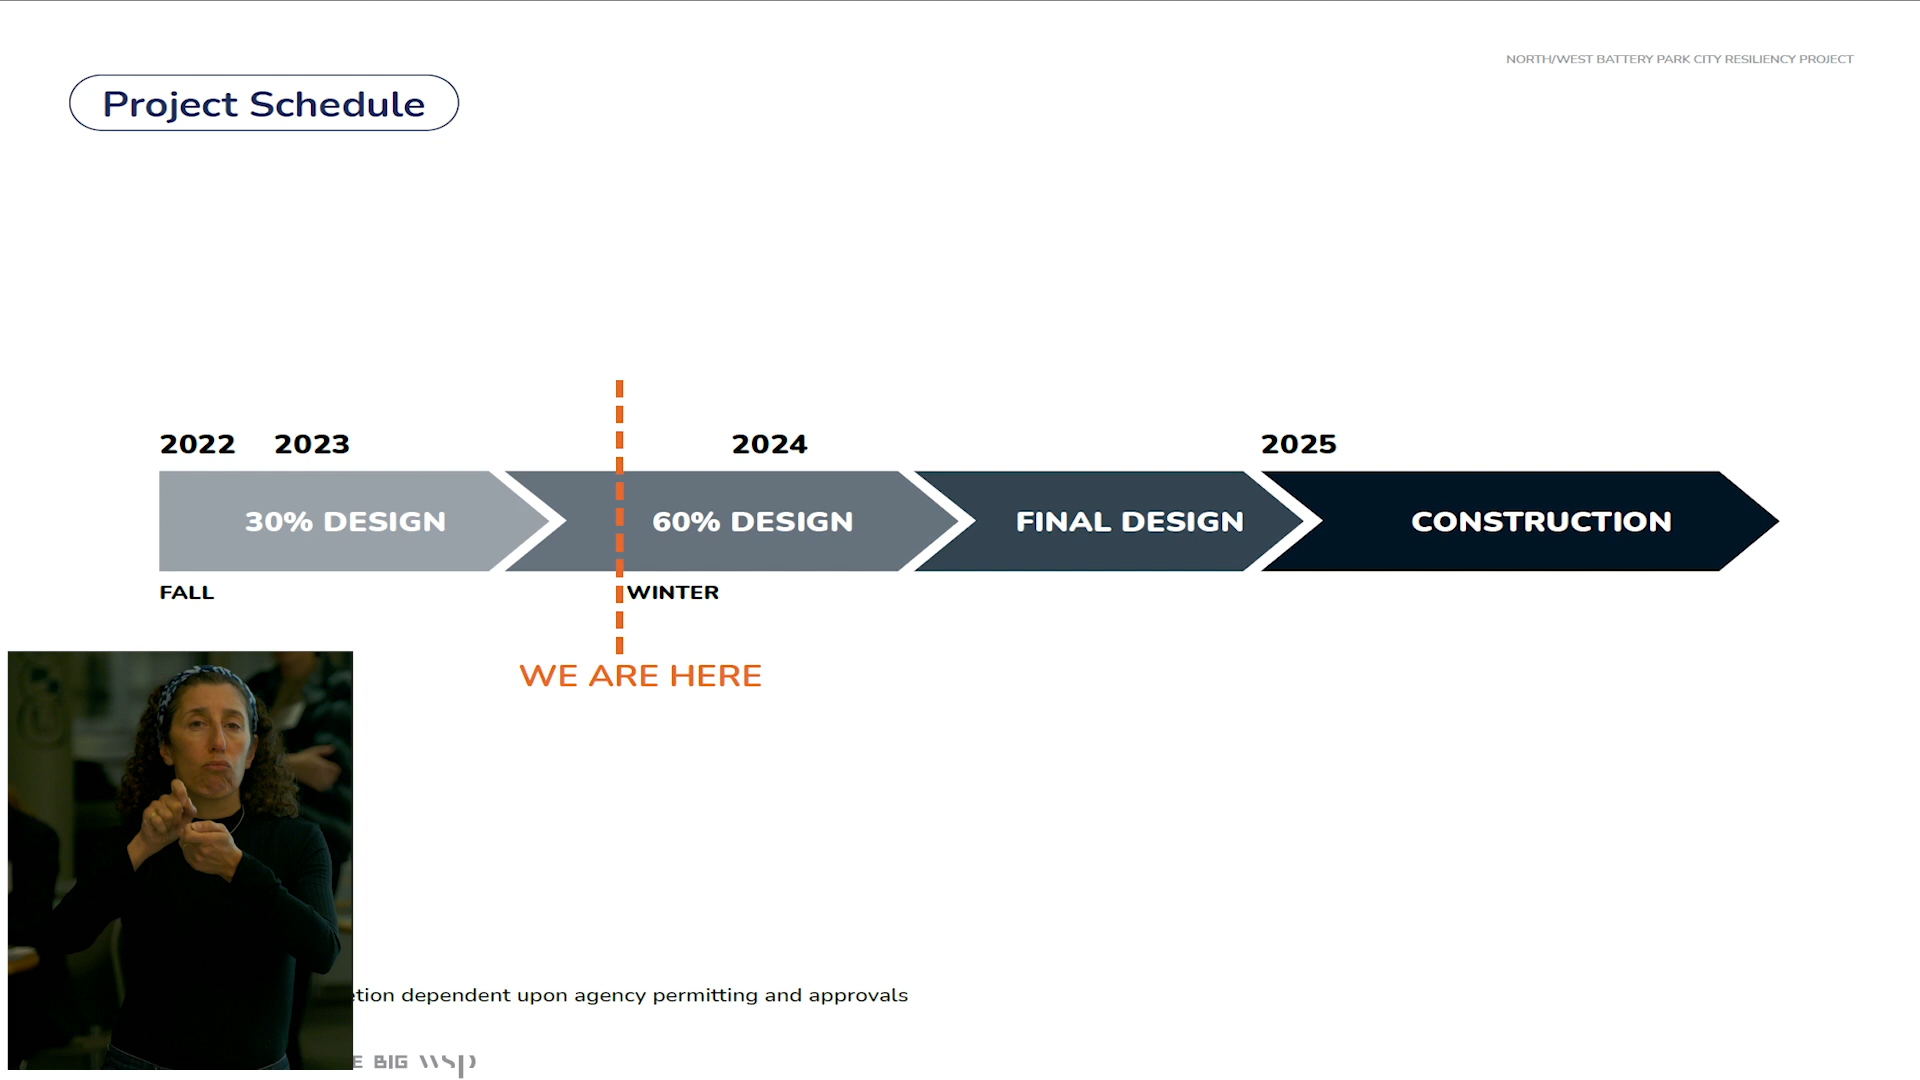 NORTH/WEST BATTERY PARK CITY RESILIENCY PROJECT
Project Schedule
2022 2023 2024 2025
30% DESIGN 60% DESIGN FINAL DESIGN CONSTRUCTION
FALL WINTER
WE ARE HERE
dependent upon agency permitting and approvals
BIG wsp